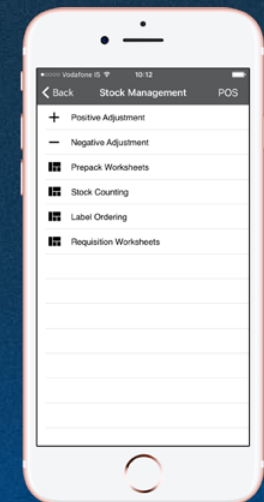 Vodafone IS 10:12
Back Stock Management POS
Positive Adjustment
Negative Adjustment
Prepack Worksheets
Stock Counting
Label Ordering
Requisition Worksheets